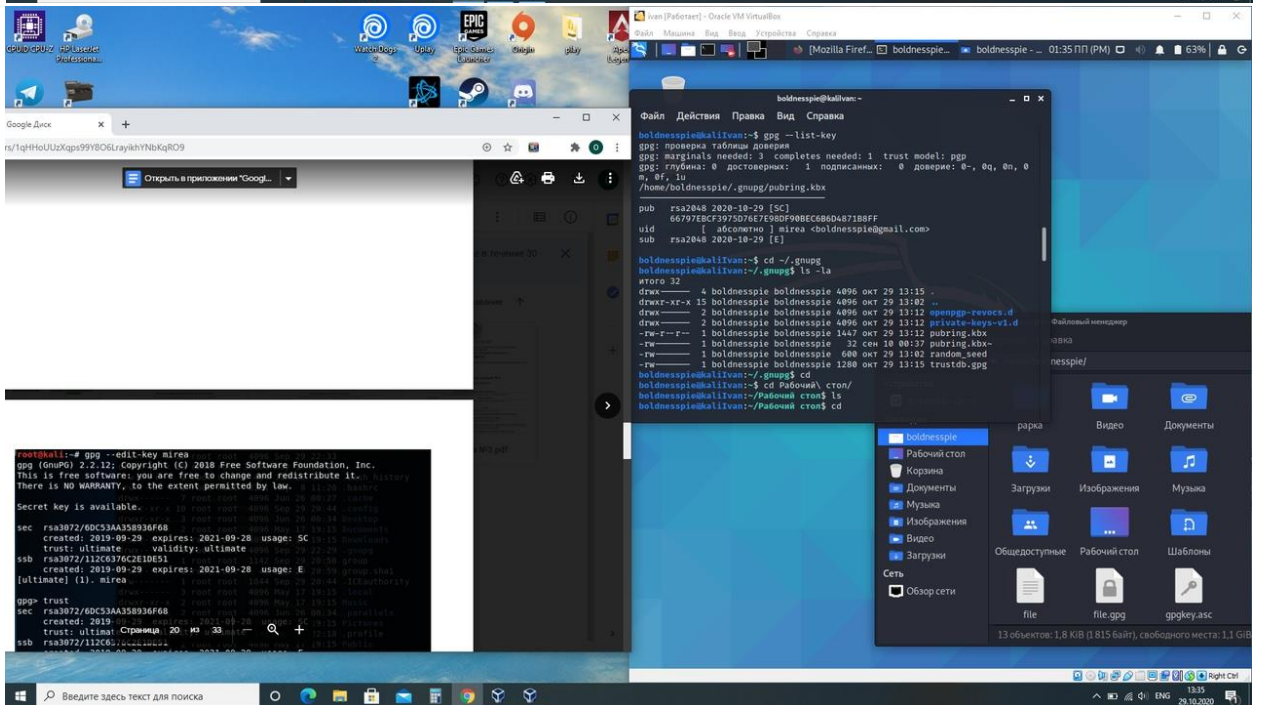 CPUID CPU-Z
HP LaserJet
Professiona...
Watch Dogs
2
Uplay
Epic Games
Launcher
Origin
EPIC
GAMES
Google Диск
rs/1qHHoUUzXqps99Y8O6LrayikhYNbKqRO9
Открыть в приложении "Googl...
root@kali:~# gpg --edit-key mirea
gpg (GnuPG) 2.2.12; Copyright (C) 2018 Free Software Foundation, Inc.
This is free software: you are free to change and redistribute it.
There is NO WARRANTY, to the extent permitted by law.
Secret key is available.
sec rsa3072/6DC53AA358936F68
created: 2019-09-29 expires: 2021-09-28 usage: SC
trust: ultimate validity: ultimate
ssb rsa3072/112C6376C2E1DE51
created: 2019-09-29 expires: 2021-09-28 usage: E
[ultimate] (1). mirea
gpg> trust
sec rsa3072/6DC53AA358936F68
Страница 20 из 33
Введите здесь текст для поиска
ivan [Работает] - Oracle VM VirtualBox
Файл Машина Вид Ввод Устройства Справка
[Mozilla Firef... boldnesspie... boldnesspie - ... 01:35 ПП (PM) 63%
boldnesspie@kaliIvan: ~
Файл Действия Правка Вид Справка
boldnesspie@kaliIvan:~$ gpg --list-key
gpg: проверка таблицы доверия
gpg: marginals needed: 3 completes needed: 1 trust model: pgp
gpg: глубина: 0 достоверных: 1 подписанных: 0 доверие: 0-, 0q, 0n, 0
m, 0f, 1u
/home/boldnesspie/.gnupg/pubring.kbx
pub rsa2048 2020-10-29 [SC]
66797EBCF3975D76E7E98DF90BEC6B6D4871B8FF
uid [ абсолютно ] mirea <boldnesspie@gmail.com>
sub rsa2048 2020-10-29 [E]
boldnesspie@kaliIvan:~$ cd ~/.gnupg
boldnesspie@kaliIvan:~/.gnupg$ ls -la
итого 32
drwx------ 4 boldnesspie boldnesspie 4096 окт 29 13:15 .
drwxr-xr-x 15 boldnesspie boldnesspie 4096 окт 29 13:02 ..
drwx------ 2 boldnesspie boldnesspie 4096 окт 29 13:12 openpgp-revocs.d
drwx------ 2 boldnesspie boldnesspie 4096 окт 29 13:12 private-keys-v1.d
-rw-r--r-- 1 boldnesspie boldnesspie 1447 окт 29 13:12 pubring.kbx
-rw------- 1 boldnesspie boldnesspie 32 сен 10 00:37 pubring.kbx~
-rw------- 1 boldnesspie boldnesspie 600 окт 29 13:02 random_seed
-rw------- 1 boldnesspie boldnesspie 1280 окт 29 13:15 trustdb.gpg
boldnesspie@kaliIvan:~/.gnupg$ cd
boldnesspie@kaliIvan:~$ cd Рабочий\ стол/
boldnesspie@kaliIvan:~/Рабочий стол$ ls
boldnesspie@kaliIvan:~/Рабочий стол$ cd
Файловый менеджер
равка
nesspie/
boldnesspie
Рабочий стол
Корзина
Документы
Музыка
Изображения
Видео
Загрузки
Сеть
Обзор сети
papka
Видео
Документы
Загрузки
Изображения
Музыка
Общедоступные
Рабочий стол
Шаблоны
file
file.gpg
gpgkey.asc
13 объектов: 1,8 KiB (1 815 байт), свободного места: 1,1 GiB
Right Ctrl
ENG
13:35
29.10.2020